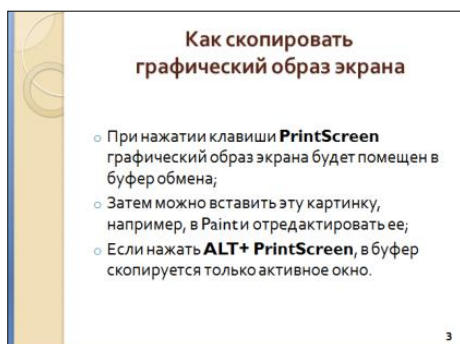 Как скопировать
графический образ экрана
При нажатии клавиши PrintScreen
графический образ экрана будет помещен в
буфер обмена;
Затем можно вставить эту картинку,
например, в Paint и отредактировать ее;
Если нажать ALT+ PrintScreen, в буфер
скопируется только активное окно.
3